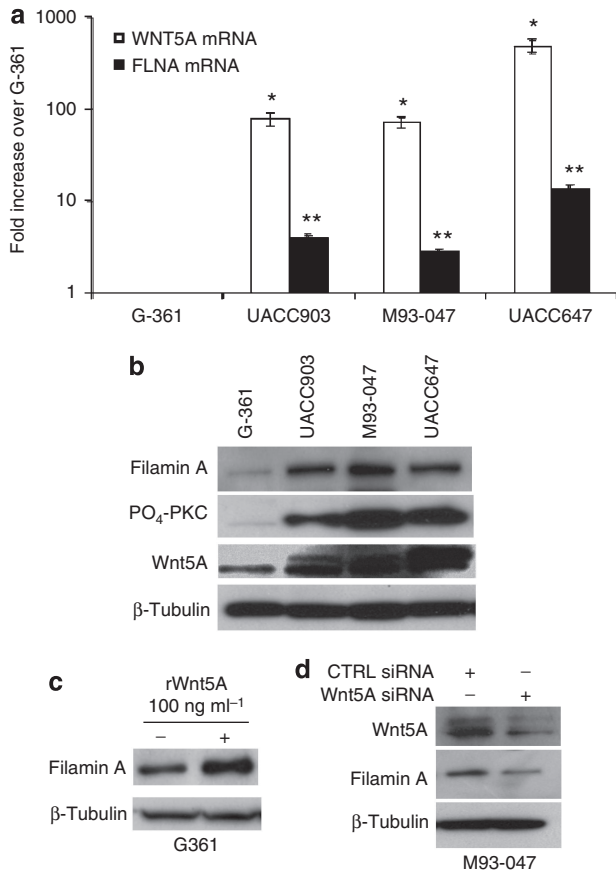 a
1000
100
10
1
Fold increase over G-361
WNT5A mRNA
FLNA mRNA
* ** * ** * **
G-361 UACC903 M93-047 UACC647
b
G-361 UACC903 M93-047 UACC647
Filamin A
PO₄-PKC
Wnt5A
β-Tubulin
c
rWnt5A
100 ng ml⁻¹
– +
Filamin A
β-Tubulin
G361
d
CTRL siRNA + –
Wnt5A siRNA – +
Wnt5A
Filamin A
β-Tubulin
M93-047